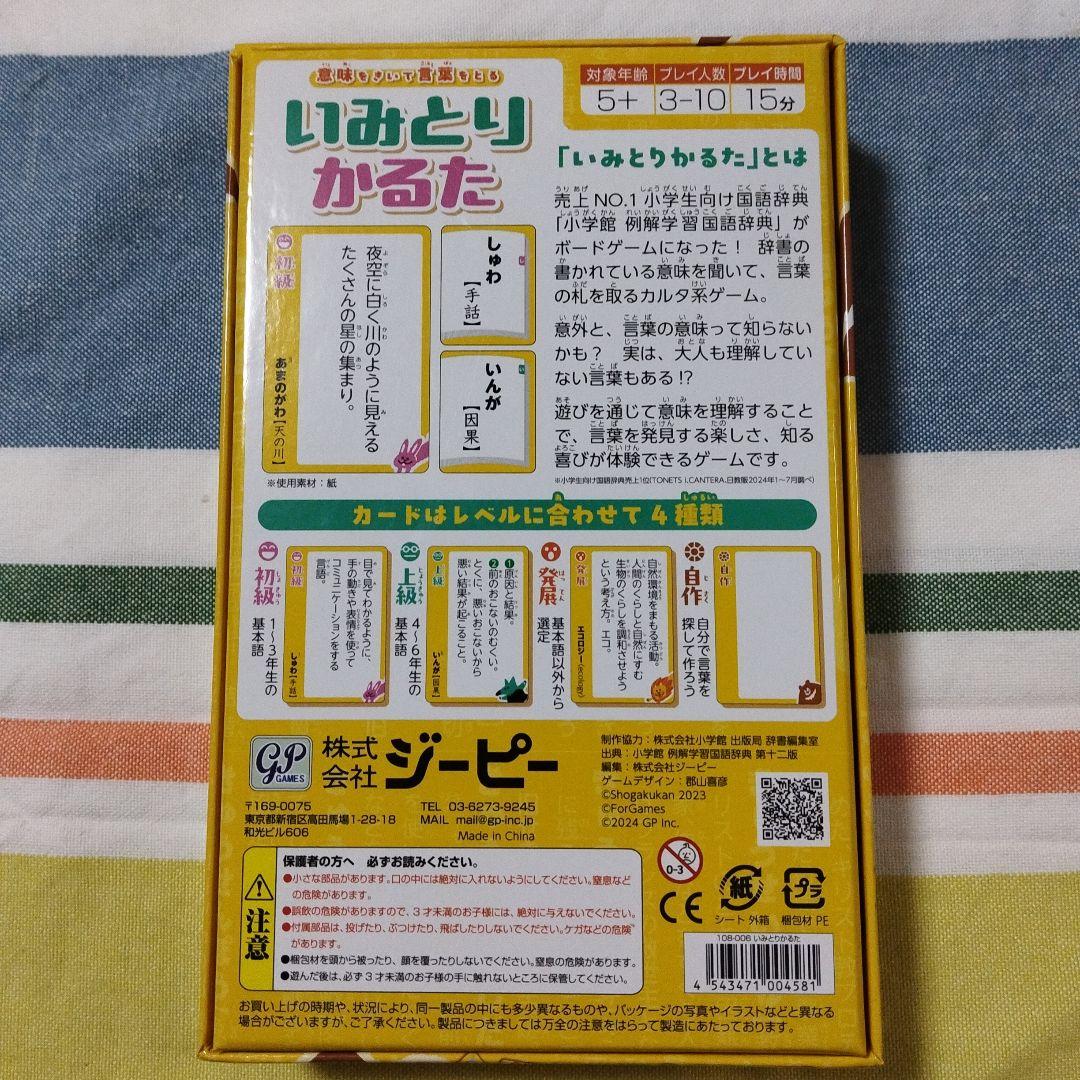 意味をきいて言葉をとる
いみとり
かるた
対象年齢 プレイ人数 プレイ時間
5+ 3-10 15分
「いみとりかるた」とは
売上NO.1小学生向け国語辞典
「小学館 例解学習国語辞典」が
ボードゲームになった! 辞書の
書かれている意味を聞いて、言葉
の札を取るカルタ系ゲーム。
意外と、言葉の意味って知らない
かも? 実は、大人も理解してい
ない言葉もある!?
遊びを通じて意味を理解すること
で、言葉を発見する楽しさ、知る
喜びが体験できるゲームです。
※小学生向け国語辞典売上1位(TONETS i,CANTERA,日教販2024年1〜7月調べ)
初級
夜空に白く川のように見える
たくさんの星の集まり。
あまのがわ【天の川】
しゅわ
【手話】
いんが
【因果】
※使用素材:紙
カードはレベルに合わせて4種類
初級
1〜3年生の
基本語
初級
目で見てわかるように、
手の動きや表情を使って
コミュニケーションをする
言語。
しゅわ【手話】
上級
4〜6年生の
基本語
上級
❶原因と結果。
❷前のおこないのむくい。
とくに、悪いおこないから
悪い結果が起こること。
いんが【因果】
発展
基本語以外から
選定
発展
自然環境をまもる活動。
人間のくらしと自然にすむ
生物のくらしを調和させよう
という考え方。エコ。
エコロジー(ecology)
自作
自分で言葉を
探して作ろう
自作
GP
GAMES
株式
会社
ジーピー
〒169-0075
東京都新宿区高田馬場1-28-18
和光ビル606
TEL 03-6273-9245
MAIL mail@gp-inc.jp
Made in China
制作協力:株式会社小学館 出版局 辞書編集室
出典:小学館 例解学習国語辞典 第十二版
編集:株式会社ジーピー
ゲームデザイン:郡山喜彦
©Shogakukan 2023
©ForGames
©2024 GP Inc.
注意
保護者の方へ 必ずお読みください。
●小さな部品があります。口の中には絶対に入れないようにしてください。窒息など
の危険があります。
●誤飲の危険がありますので、3才未満のお子様には、絶対に与えないでください。
●付属部品は、投げたり、ぶつけたり、飛ばしたりしないでください。ケガなどの危険
があります。
●梱包材を頭から被ったり、顔を覆ったりしないでください。窒息の危険があります。
●遊んだ後は、必ず3才未満のお子様の手に触れないところに保管してください。
0-3
CE
紙
シート 外箱
プラ
梱包材 PE
108-006 いみとりかるた
4 543471 004581
お買い上げの時期や、状況により、同一製品の中にも多少異なるものや、パッケージの写真やイラストなどと異なる
場合がございますが、ご了承ください。製品につきましては万全の注意をはらって製造にあたっております。